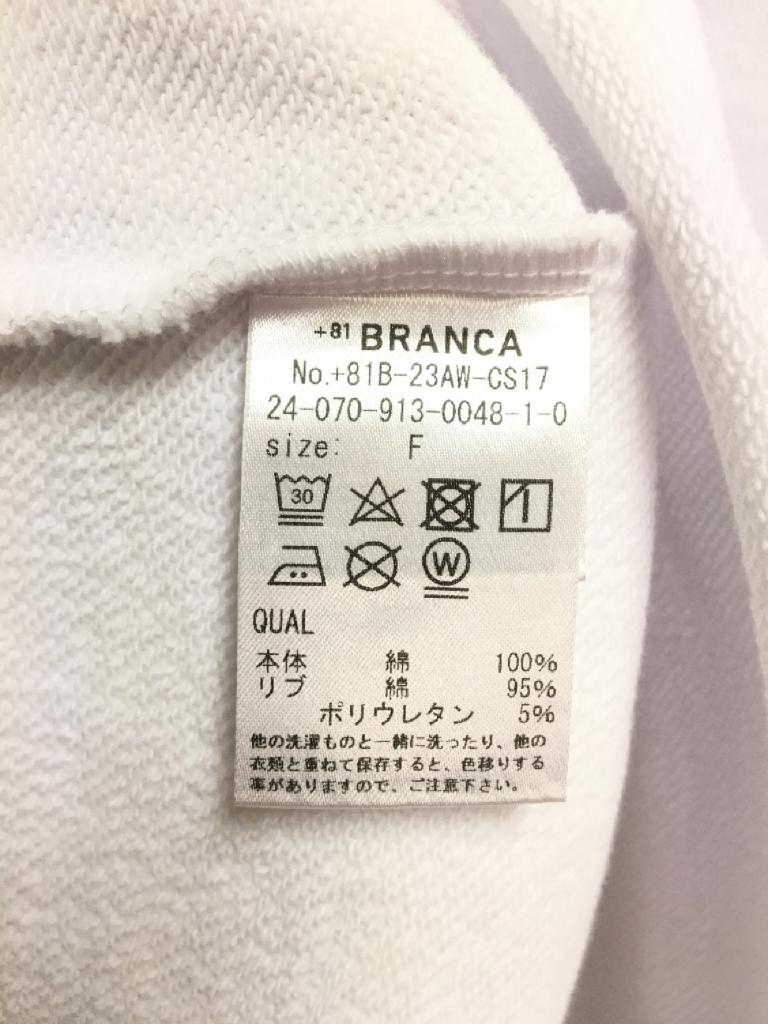 +81 BRANCA
No.+81B-23AW-CS17
24-070-913-0048-1-0
size: F
30
W
QUAL
本体 綿 100%
リブ 綿 95%
ポリウレタン 5%
他の洗濯ものと一緒に洗ったり、他の
衣類と重ねて保存すると、色移りする
事がありますので、ご注意下さい。